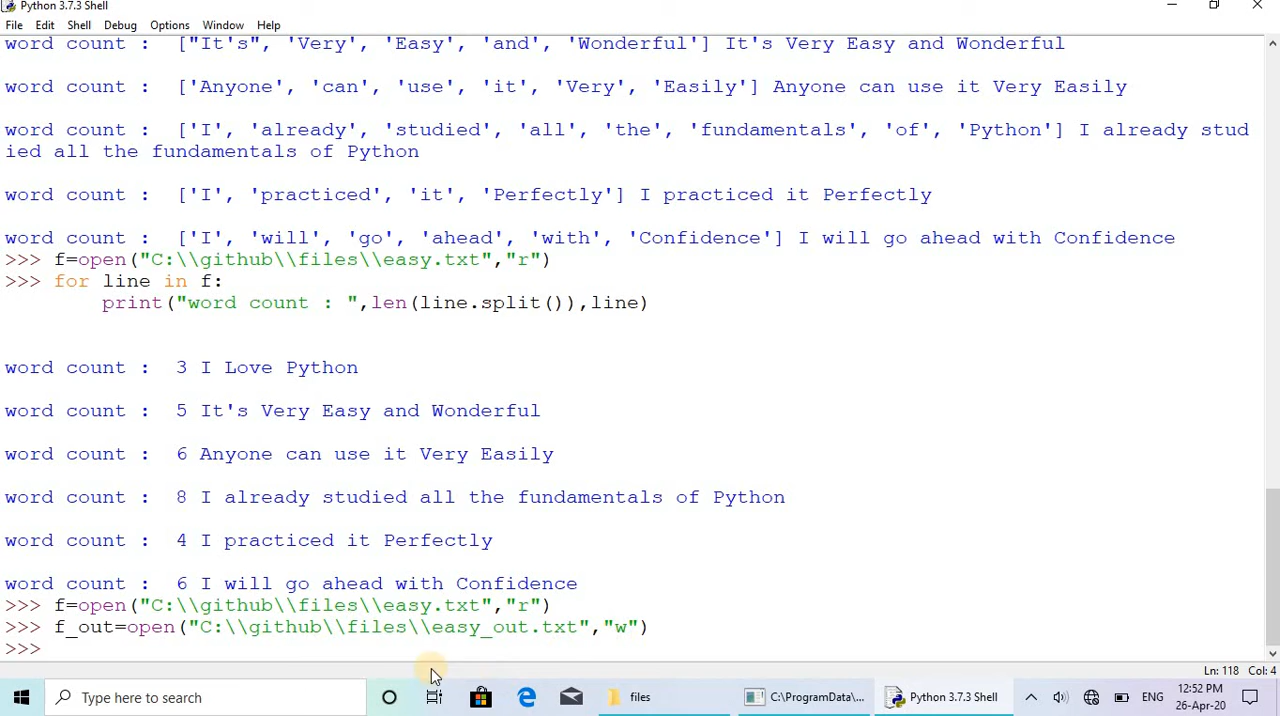 Python 3.7.3 Shell
File Edit Shell Debug Options Window Help
word count :  ["It's", 'Very', 'Easy', 'and', 'Wonderful'] It's Very Easy and Wonderful
word count :  ['Anyone', 'can', 'use', 'it', 'Very', 'Easily'] Anyone can use it Very Easily
word count :  ['I', 'already', 'studied', 'all', 'the', 'fundamentals', 'of', 'Python'] I already stud
ied all the fundamentals of Python
word count :  ['I', 'practiced', 'it', 'Perfectly'] I practiced it Perfectly
word count :  ['I', 'will', 'go', 'ahead', 'with', 'Confidence'] I will go ahead with Confidence
>>> f=open("C:\\github\\files\\easy.txt","r")
>>> for line in f:
        print("word count : ",len(line.split()),line)
word count :  3 I Love Python
word count :  5 It's Very Easy and Wonderful
word count :  6 Anyone can use it Very Easily
word count :  8 I already studied all the fundamentals of Python
word count :  4 I practiced it Perfectly
word count :  6 I will go ahead with Confidence
>>> f=open("C:\\github\\files\\easy.txt","r")
>>> f_out=open("C:\\github\\files\\easy_out.txt","w")
>>>
Ln: 118 Col: 4
Type here to search files C:\ProgramData\... Python 3.7.3 Shell ENG 12:52 PM
26-Apr-20